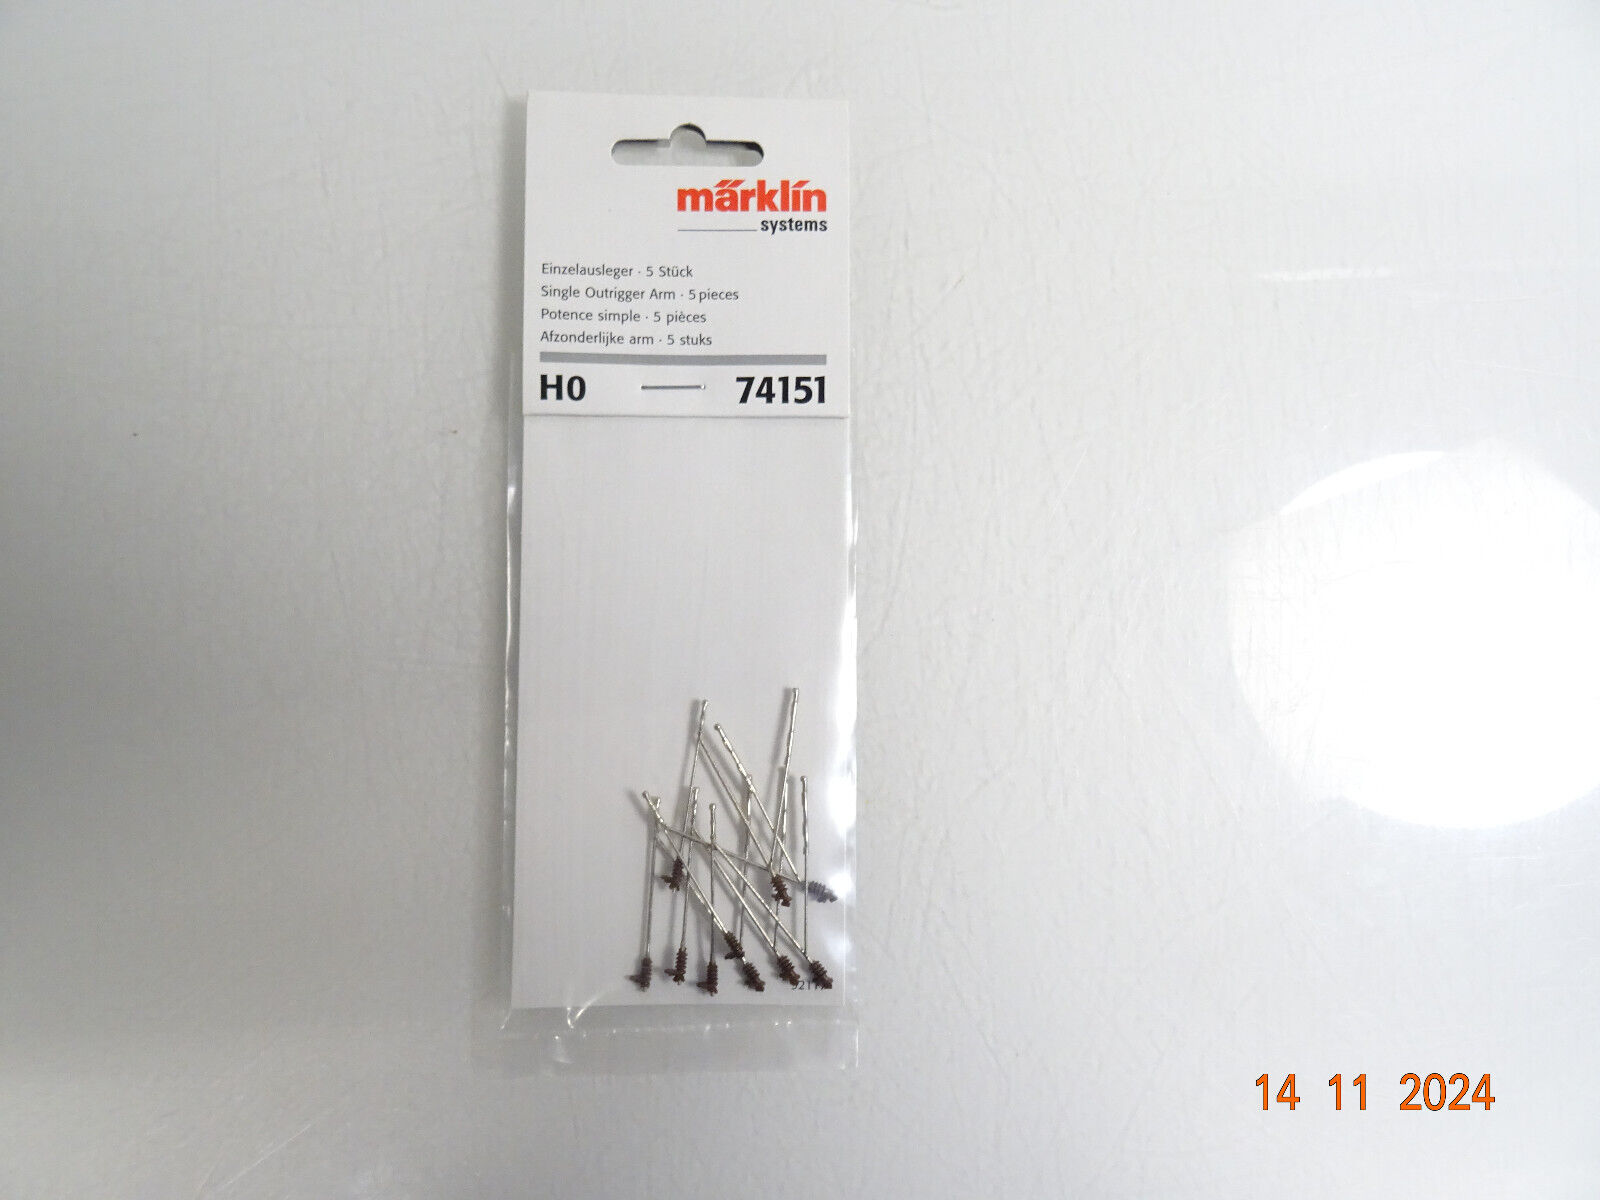 märklin
systems
Einzelausleger · 5 Stück
Single Outrigger Arm · 5 pieces
Potence simple · 5 pièces
Afzonderlijke arm · 5 stuks
H0 74151
14 11 2024